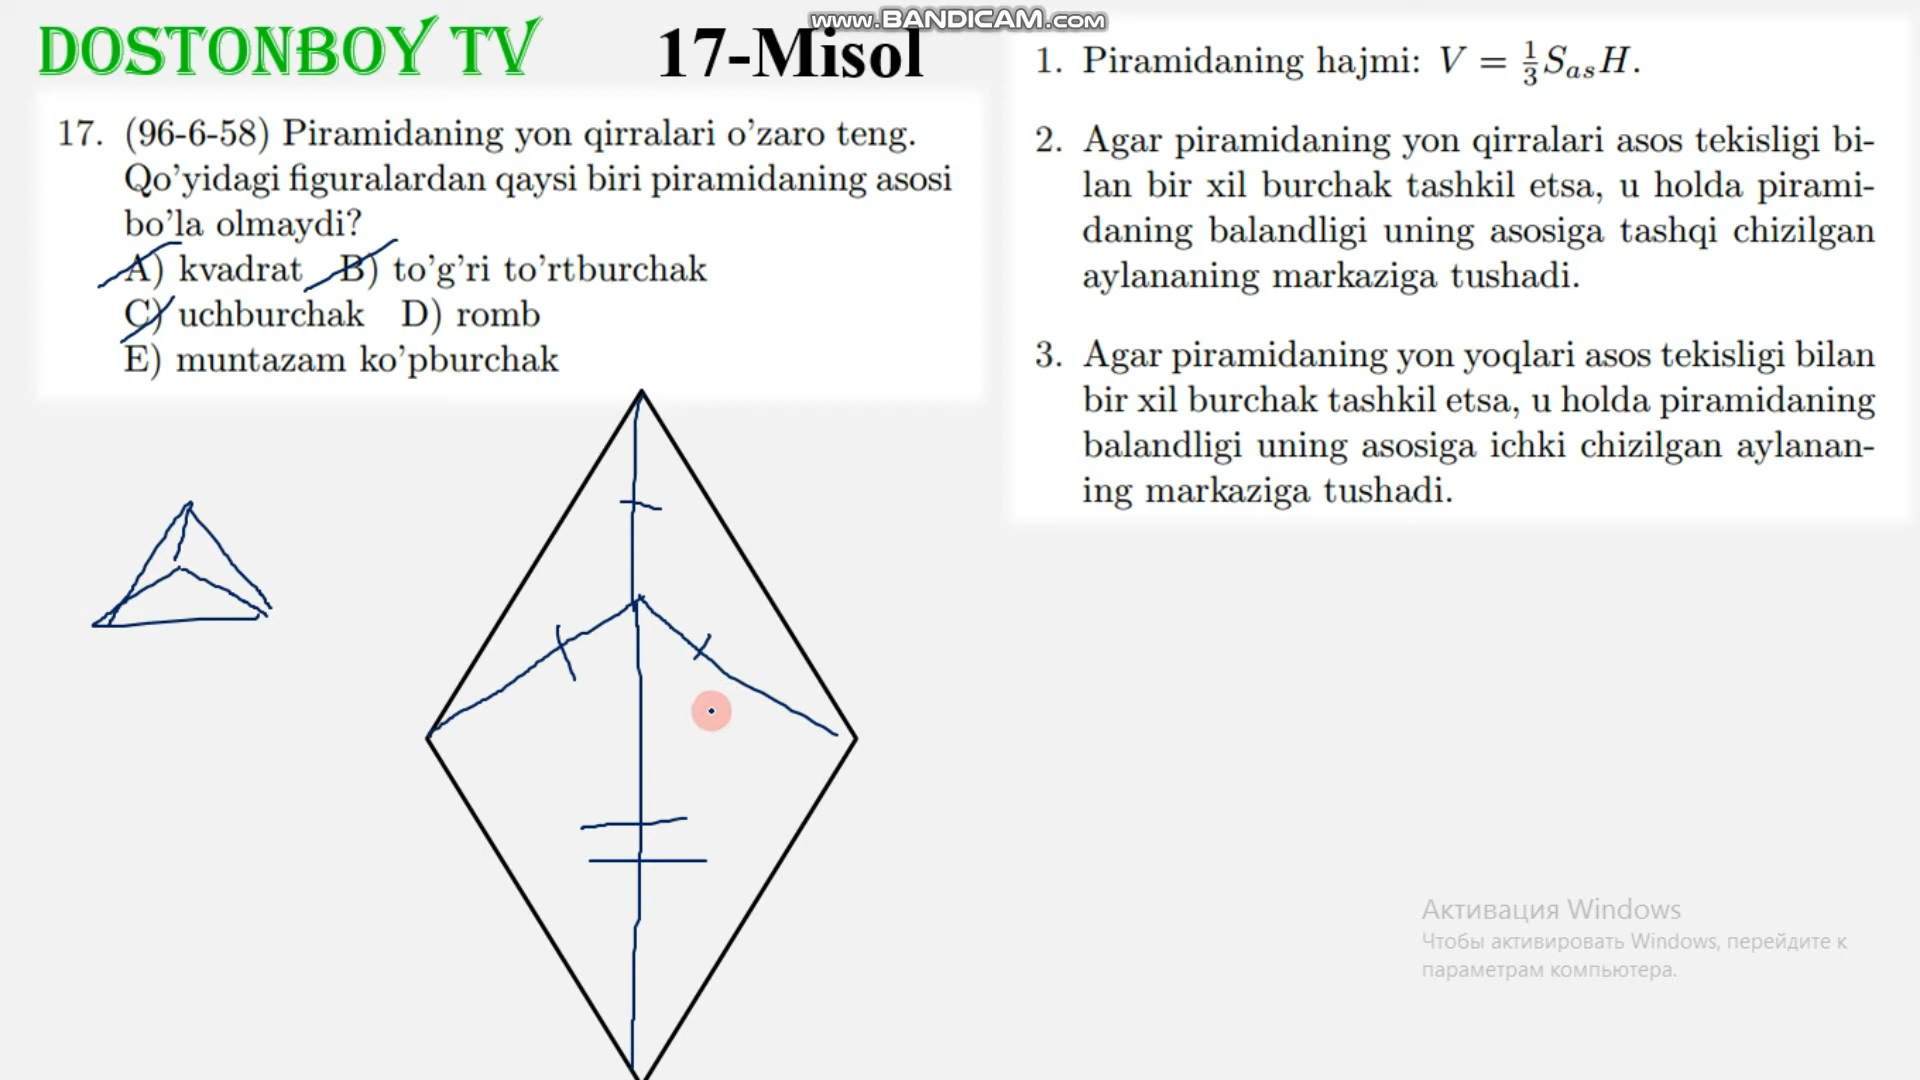 www.BANDICAM.com
DOSTONBOY TV
17-Misol
17. (96-6-58) Piramidaning yon qirralari o’zaro teng.
Qo’yidagi figuralardan qaysi biri piramidaning asosi
bo’la olmaydi?
A) kvadrat B) to’g’ri to’rtburchak
C) uchburchak D) romb
E) muntazam ko’pburchak
1. Piramidaning hajmi: V = 1/3 S_as H.
2. Agar piramidaning yon qirralari asos tekisligi bi-
lan bir xil burchak tashkil etsa, u holda pirami-
daning balandligi uning asosiga tashqi chizilgan
aylananing markaziga tushadi.
3. Agar piramidaning yon yoqlari asos tekisligi bilan
bir xil burchak tashkil etsa, u holda piramidaning
balandligi uning asosiga ichki chizilgan aylanan-
ing markaziga tushadi.
Активация Windows
Чтобы активировать Windows, перейдите к
параметрам компьютера.